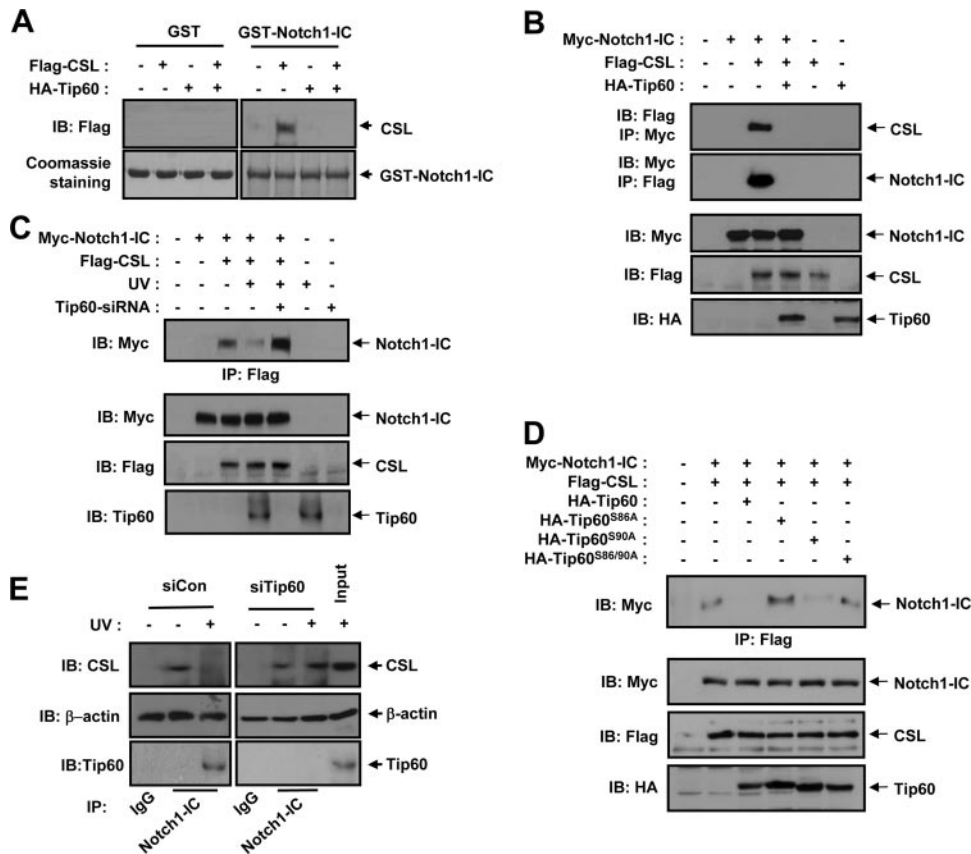 A
GST GST-Notch1-IC
Flag-CSL : - + - + - + - +
HA-Tip60 : - - + + - - + +
IB: Flag CSL
Coomassie staining GST-Notch1-IC
B
Myc-Notch1-IC : - + + + - -
Flag-CSL : - - + + + -
HA-Tip60 : - - - + - +
IB: Flag
IP: Myc CSL
IB: Myc
IP: Flag Notch1-IC
IB: Myc Notch1-IC
IB: Flag CSL
IB: HA Tip60
C
Myc-Notch1-IC : - + + + + - -
Flag-CSL : - - + + + - -
UV : - - - + + + -
Tip60-siRNA : - - - - + - +
IB: Myc Notch1-IC
IP: Flag
IB: Myc Notch1-IC
IB: Flag CSL
IB: Tip60 Tip60
D
Myc-Notch1-IC : - + + + + +
Flag-CSL : - + + + + +
HA-Tip60 : - - + - - -
HA-Tip60S86A : - - - + - -
HA-Tip60S90A : - - - - + -
HA-Tip60S86/90A : - - - - - +
IB: Myc Notch1-IC
IP: Flag
IB: Myc Notch1-IC
IB: Flag CSL
IB: HA Tip60
E
siCon siTip60 Input
UV : - - + - - + +
IB: CSL CSL
IB: β-actin β-actin
IB:Tip60 Tip60
IP: IgG Notch1-IC IgG Notch1-IC